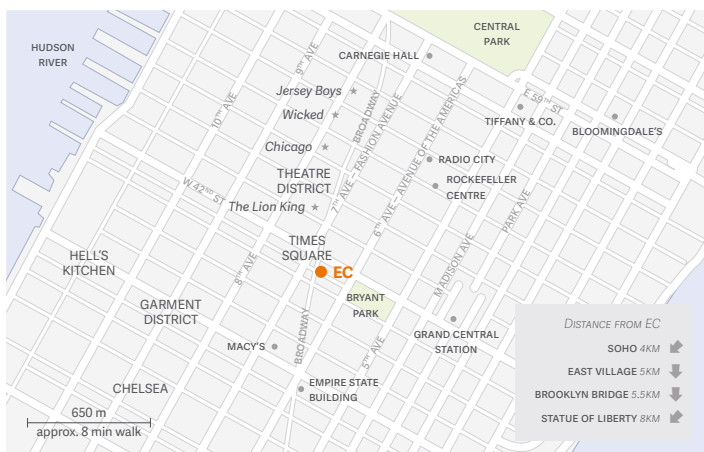 CENTRAL
PARK
HUDSON
RIVER
CARNEGIE HALL
9TH AVE
Jersey Boys
10TH AVE
BROADWAY
E 59TH ST
Wicked
TIFFANY & CO.
BLOOMINGDALE'S
Chicago
7TH AVE – FASHION AVENUE
6TH AVE – AVENUE OF THE AMERICAS
RADIO CITY
THEATRE
DISTRICT
ROCKEFELLER
CENTRE
W 42ND ST
The Lion King
PARK AVE
TIMES
SQUARE
HELL'S
KITCHEN
8TH AVE
EC
MADISON AVE
BRYANT
PARK
GARMENT
DISTRICT
GRAND CENTRAL
STATION
MACY'S
BROADWAY
5TH AVE
CHELSEA
EMPIRE STATE
BUILDING
650 m
approx. 8 min walk
DISTANCE FROM EC
SOHO 4KM
EAST VILLAGE 5KM
BROOKLYN BRIDGE 5.5KM
STATUE OF LIBERTY 8KM